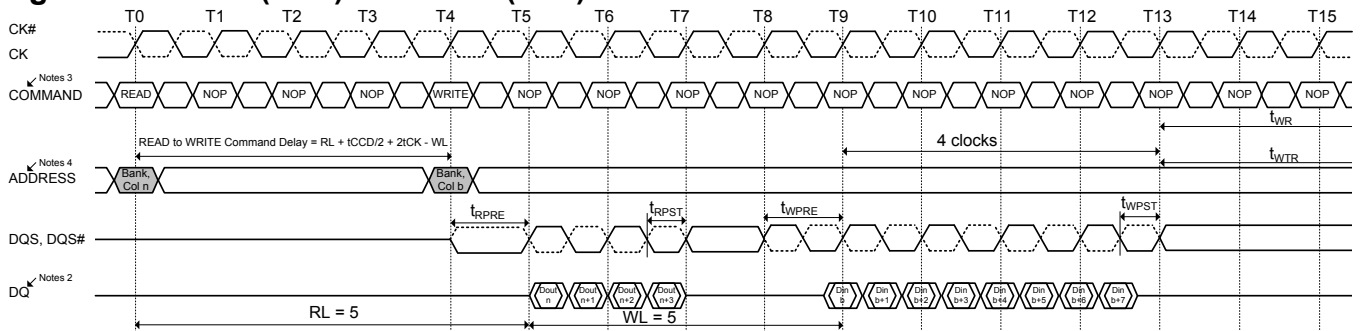 T0 T1 T2 T3 T4 T5 T6 T7 T8 T9 T10 T11 T12 T13 T14 T15
CK#
CK
Notes 3
COMMAND READ NOP NOP NOP WRITE NOP NOP NOP NOP NOP NOP NOP NOP NOP NOP NOP
tWR
READ to WRITE Command Delay = RL + tCCD/2 + 2tCK - WL
4 clocks
Notes 4
tWTR
ADDRESS
Bank, Col n
Bank, Col b
tRPRE tRPST tWPRE tWPST
DQS, DQS#
Notes 2
DQ
Dout n
Dout n+1
Dout n+2
Dout n+3
Din b
Din b+1
Din b+2
Din b+3
Din b+4
Din b+5
Din b+6
Din b+7
RL = 5
WL = 5